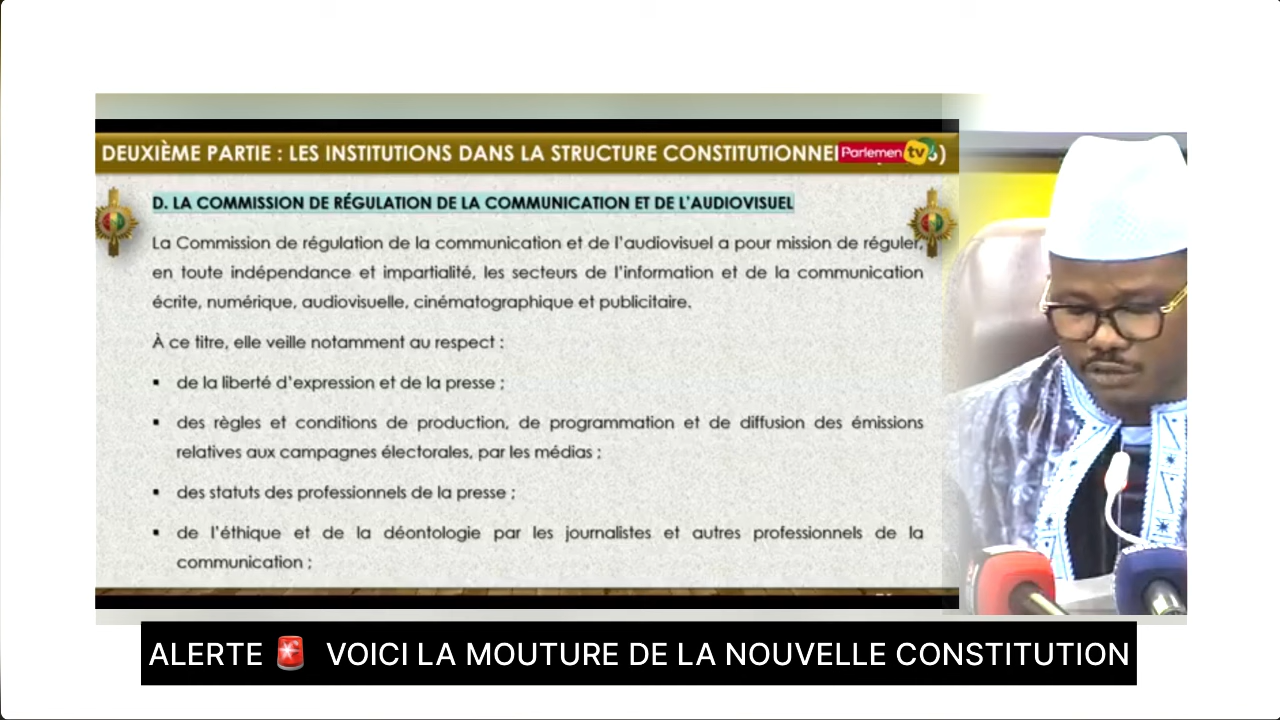 DEUXIÈME PARTIE : LES INSTITUTIONS DANS LA STRUCTURE CONSTITUTIONNEL
Parlemen tv
D. LA COMMISSION DE RÉGULATION DE LA COMMUNICATION ET DE L'AUDIOVISUEL
La Commission de régulation de la communication et de l'audiovisuel a pour mission de réguler,
en toute indépendance et impartialité, les secteurs de l'information et de la communication
écrite, numérique, audiovisuelle, cinématographique et publicitaire.
À ce titre, elle veille notamment au respect :
▪ de la liberté d'expression et de la presse ;
▪ des règles et conditions de production, de programmation et de diffusion des émissions
relatives aux campagnes électorales, par les médias ;
▪ des statuts des professionnels de la presse ;
▪ de l'éthique et de la déontologie par les journalistes et autres professionnels de la
communication ;
ALERTE 🚨 VOICI LA MOUTURE DE LA NOUVELLE CONSTITUTION